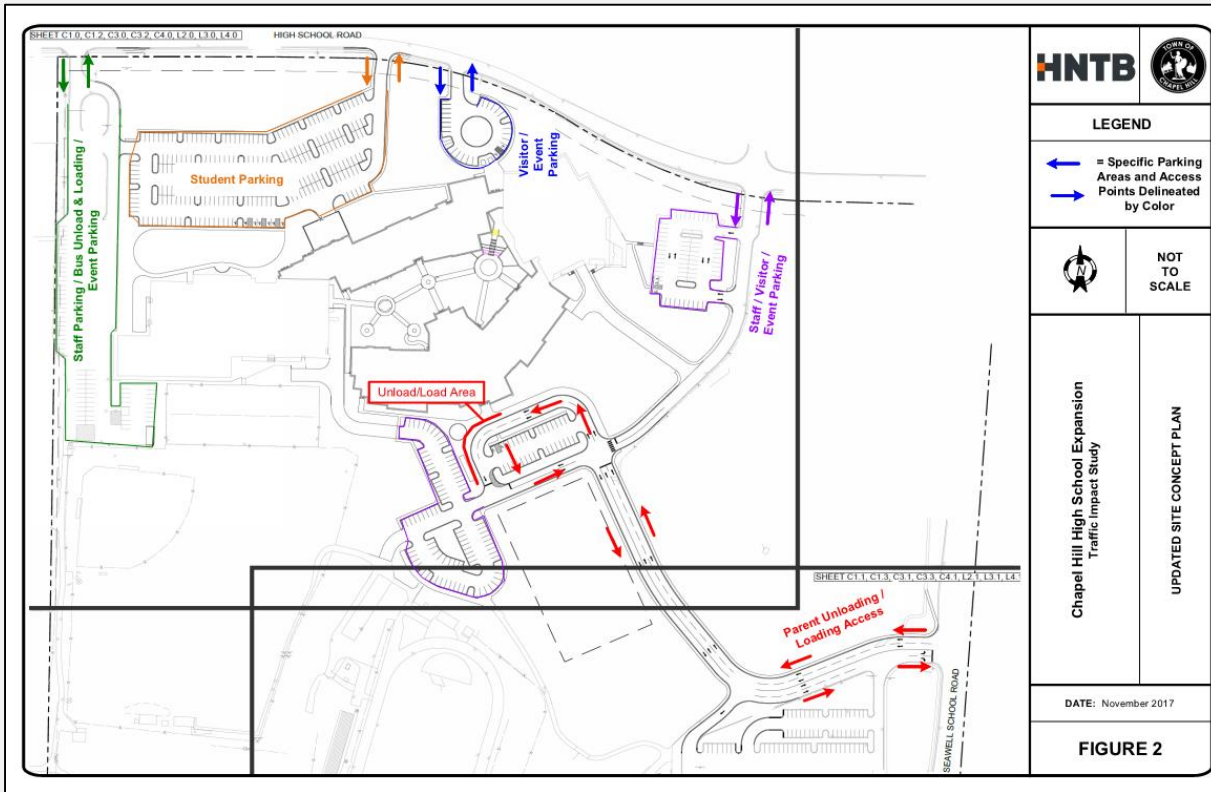 SHEET C1.0, C1.2, C3.0, C3.2, C4.0, L2.0, L3.0, L4.0
HIGH SCHOOL ROAD
Staff Parking / Bus Unload & Loading /
Event Parking
Student Parking
Visitor /
Event
Parking
Staff / Visitor /
Event Parking
Unload/Load Area
SHEET C1.1, C1.3, C3.1, C3.3, C4.1, L2.1, L3.1, L4.
Parent Unloading /
Loading Access
SEAWELL SCHOOL ROAD
HNTB
TOWN OF
CHAPEL HILL
LEGEND
= Specific Parking
Areas and Access
Points Delineated
by Color
N
NOT
TO
SCALE
Chapel Hill High School Expansion
Traffic Impact Study
UPDATED SITE CONCEPT PLAN
DATE: November 2017
FIGURE 2